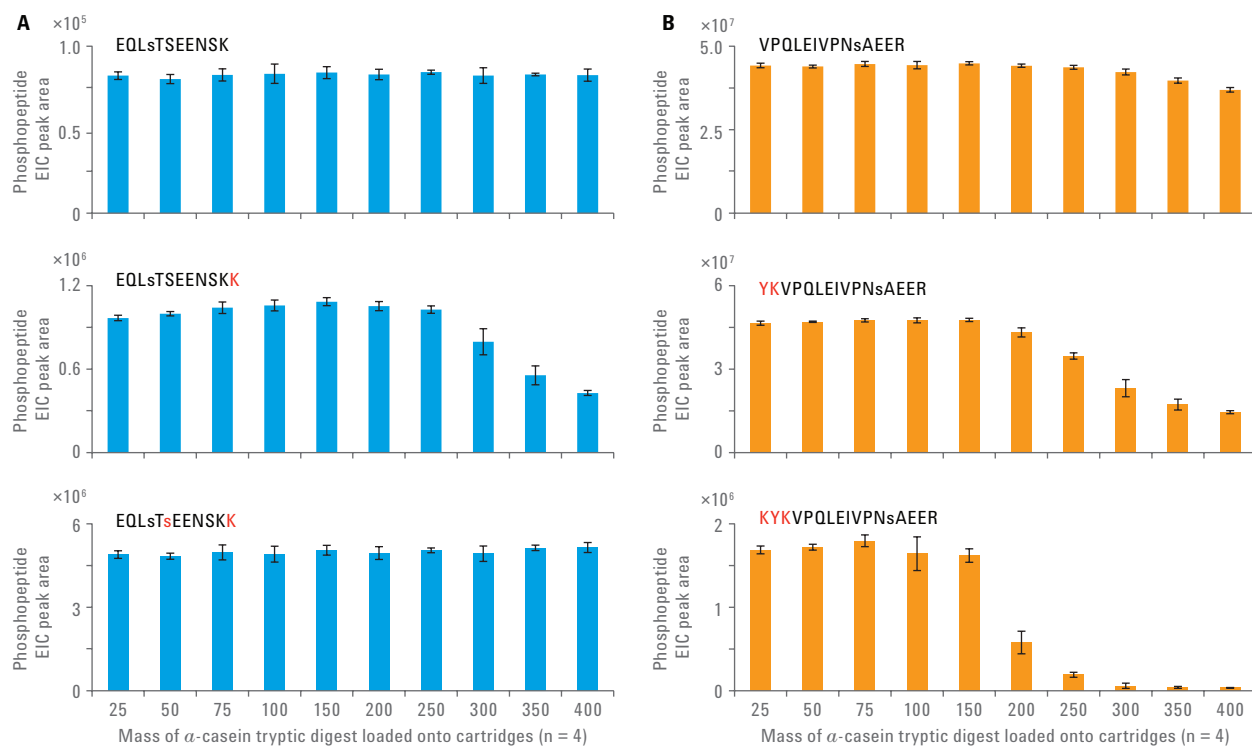 A
×10⁵
EQLsTSEENSK
Phosphopeptide
EIC peak area
1.0
0.5
0
×10⁶
EQLsTSEENSKK
Phosphopeptide
EIC peak area
1.2
0.6
0
×10⁶
EQLsTsEENSKK
Phosphopeptide
EIC peak area
6
3
0
25 50 75 100 150 200 250 300 350 400
Mass of a-casein tryptic digest loaded onto cartridges (n = 4)
B
×10⁷
VPQLEIVPNsAEER
Phosphopeptide
EIC peak area
5.0
2.5
0
×10⁷
YKVPQLEIVPNsAEER
Phosphopeptide
EIC peak area
6
3
0
×10⁶
KYKVPQLEIVPNsAEER
Phosphopeptide
EIC peak area
2
1
0
25 50 75 100 150 200 250 300 350 400
Mass of a-casein tryptic digest loaded onto cartridges (n = 4)